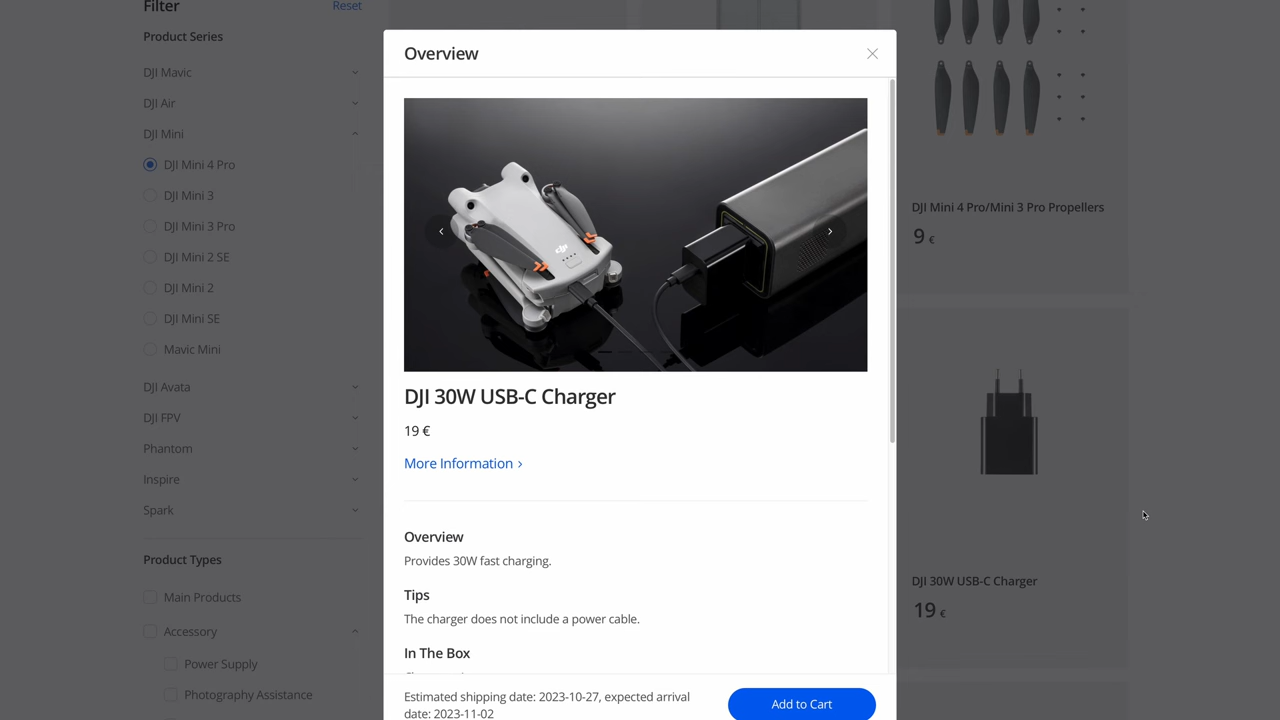 Filter
Reset
Product Series
DJI Mavic
DJI Air
DJI Mini
DJI Mini 4 Pro
DJI Mini 3
DJI Mini 3 Pro
DJI Mini 2 SE
DJI Mini 2
DJI Mini SE
Mavic Mini
DJI Avata
DJI FPV
Phantom
Inspire
Spark
Product Types
Main Products
Accessory
Power Supply
Photography Assistance
Overview
dji
DJI 30W USB-C Charger
19 €
More Information >
Overview
Provides 30W fast charging.
Tips
The charger does not include a power cable.
In The Box
Estimated shipping date: 2023-10-27, expected arrival
date: 2023-11-02
Add to Cart
DJI Mini 4 Pro/Mini 3 Pro Propellers
9 €
DJI 30W USB-C Charger
19 €